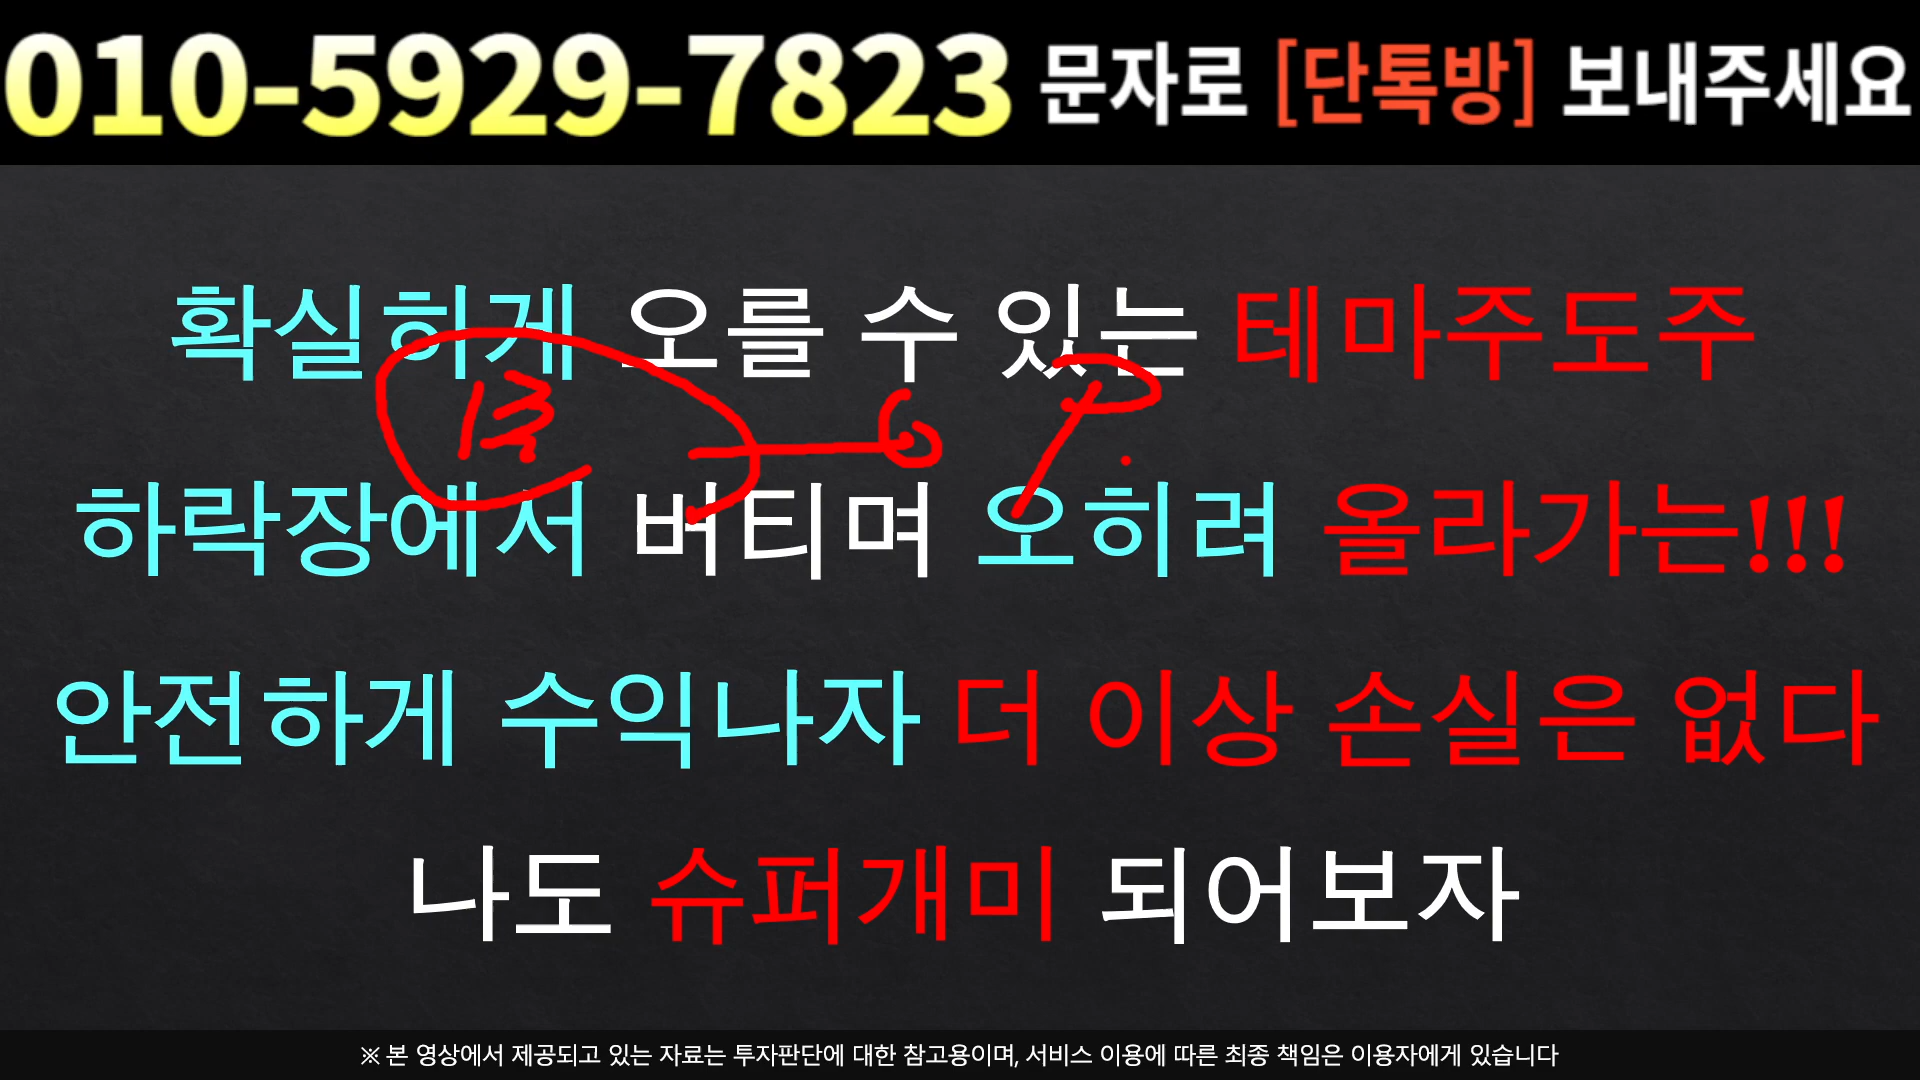 010-5929-7823 문자로 [단톡방] 보내주세요
확실하게 오를 수 있는 테마주도주
13
하락장에서 버티며 오히려 올라가는!!!
안전하게 수익나자 더 이상 손실은 없다
나도 슈퍼개미 되어보자
※ 본 영상에서 제공되고 있는 자료는 투자판단에 대한 참고용이며, 서비스 이용에 따른 최종 책임은 이용자에게 있습니다